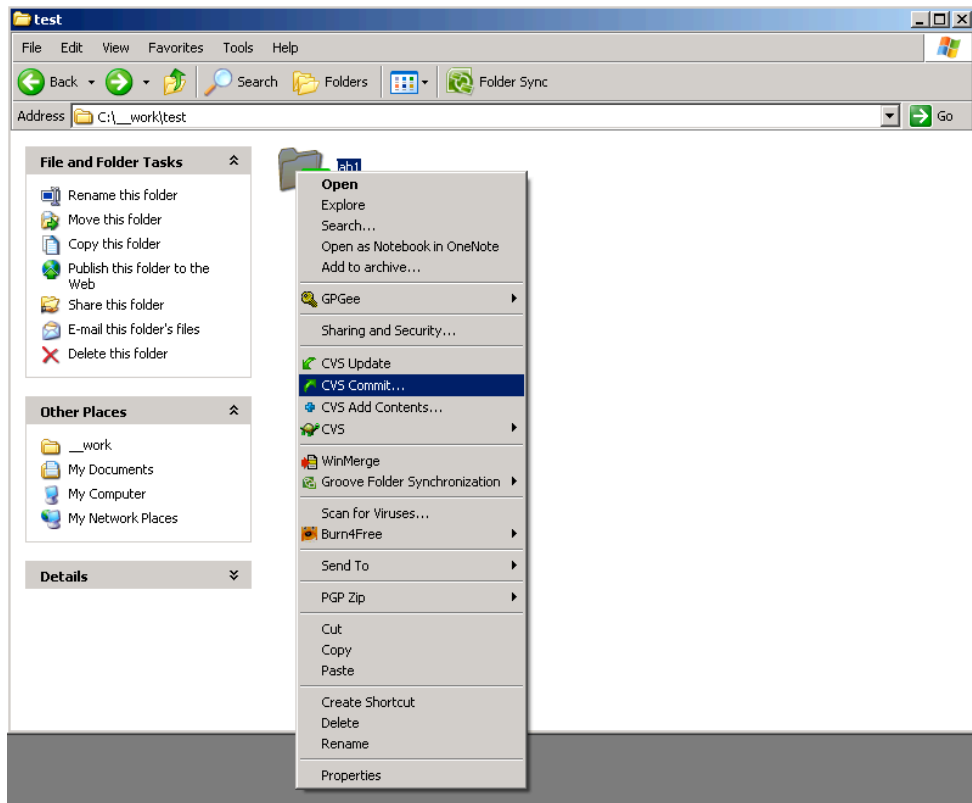 test
File Edit View Favorites Tools Help
Back Search Folders Folder Sync
Address C:\__work\test Go
File and Folder Tasks
Rename this folder
Move this folder
Copy this folder
Publish this folder to the
Web
Share this folder
E-mail this folder's files
Delete this folder
Other Places
__work
My Documents
My Computer
My Network Places
Details
ab1
Open
Explore
Search...
Open as Notebook in OneNote
Add to archive...
GPGee
Sharing and Security...
CVS Update
CVS Commit...
CVS Add Contents...
CVS
WinMerge
Groove Folder Synchronization
Scan for Viruses...
Burn4Free
Send To
PGP Zip
Cut
Copy
Paste
Create Shortcut
Delete
Rename
Properties